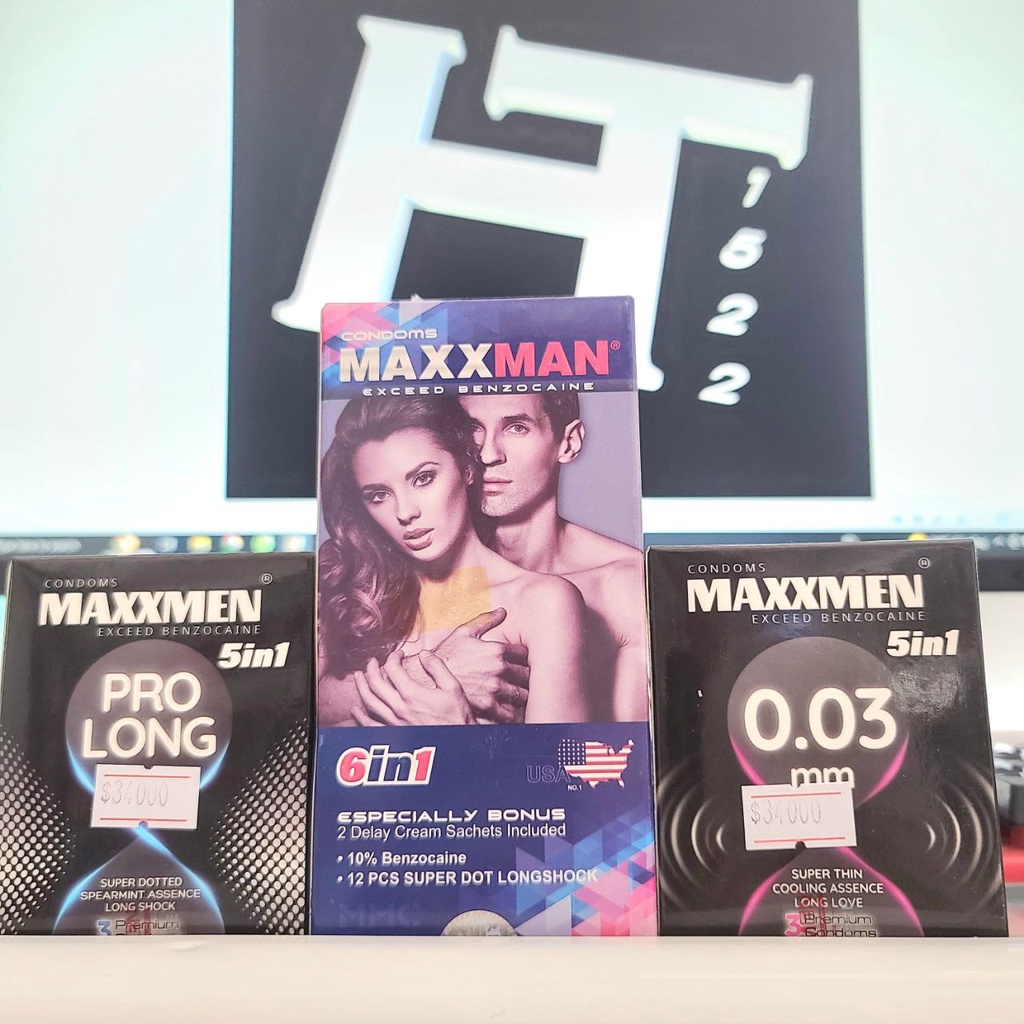 HT
1
5
2
2
CONDOMS
MAXXMAN®
EXCEED BENZOCAINE
6in1
USA
NO.1
ESPECIALLY BONUS
2 Delay Cream Sachets Included
• 10% Benzocaine
• 12 PCS SUPER DOT LONGSHOCK
CONDOMS
MAXXMEN®
EXCEED BENZOCAINE
5in1
PRO
LONG
$34,000
SUPER DOTTED
SPEARMINT ASSENCE
LONG SHOCK
3 Premium
CONDOMS
MAXXMEN®
EXCEED BENZOCAINE
5in1
0.03
mm
$34,000
SUPER THIN
COOLING ASSENCE
LONG LOVE
3 Premium
Condoms